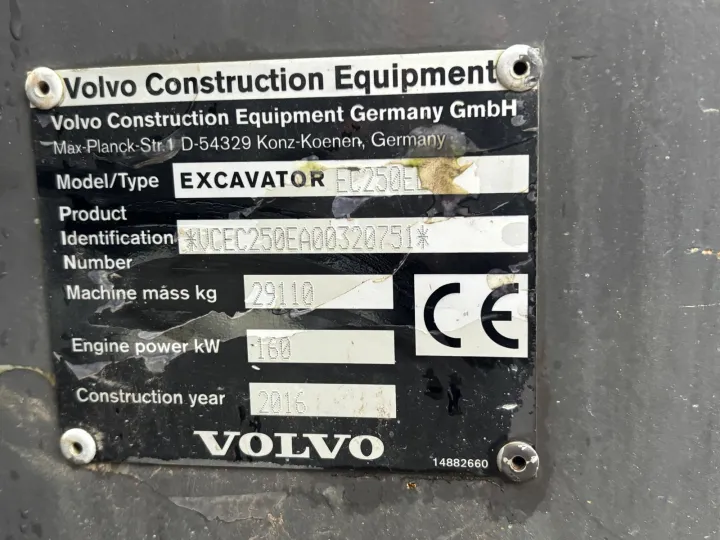 Volvo Construction Equipment
Volvo Construction Equipment Germany GmbH
Max-Planck-Str.1 D-54329 Konz-Koenen, Germany
Model/Type EXCAVATOR EC250EL
Product
Identification *VCEC250EA00320751*
Number
Machine mass kg 29110
Engine power kW 160
Construction year 2016
CE
VOLVO
14882660